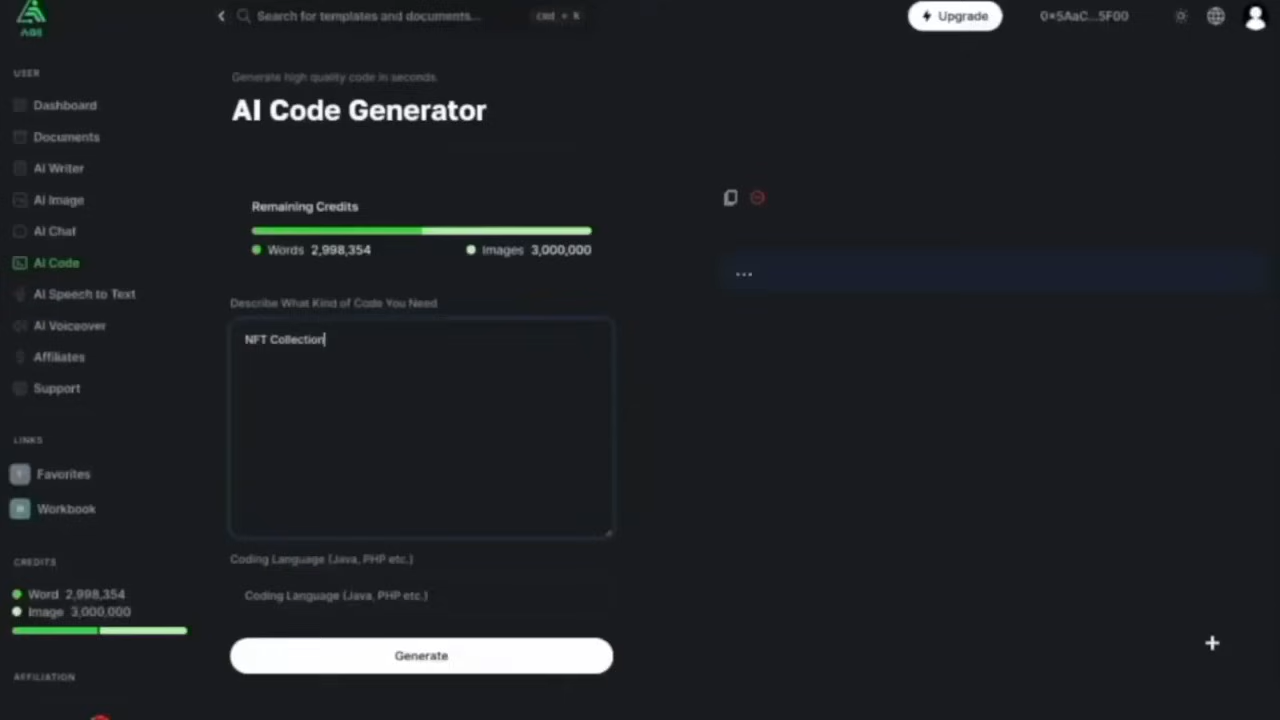 Search for templates and documents...
cmd + K
Upgrade
0x5AaC...5F00
USER
Dashboard
Documents
AI Writer
AI Image
AI Chat
AI Code
AI Speech to Text
AI Voiceover
Affiliates
Support
LINKS
Favorites
Workbook
CREDITS
Word 2,998,354
Image 3,000,000
AFFILIATION
Generate high quality code in seconds.
AI Code Generator
Remaining Credits
Words 2,998,354
Images 3,000,000
Describe What Kind of Code You Need
NFT Collection
Coding Language (Java, PHP etc.)
Coding Language (Java, PHP etc.)
Generate
...